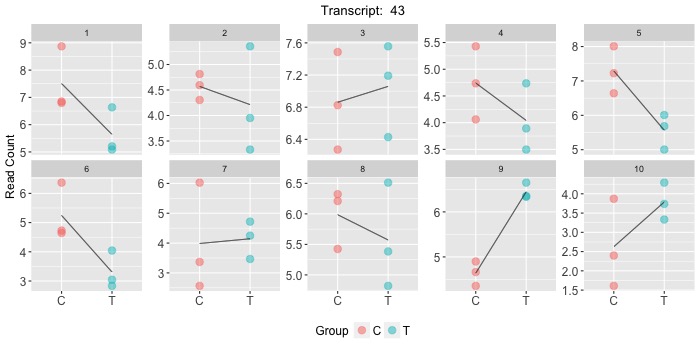 Transcript: 43
1 2 3 4 5
9 8 7 6 5
5.0 4.5 4.0 3.5
7.6 7.2 6.8 6.4
5.5 5.0 4.5 4.0 3.5
8 7 6 5
Read Count
6 7 8 9 10
6 5 4 3
6 5 4 3
6.5 6.0 5.5 5.0
6 5
4.0 3.5 3.0 2.5 2.0 1.5
C T C T C T C T C T
Group C T